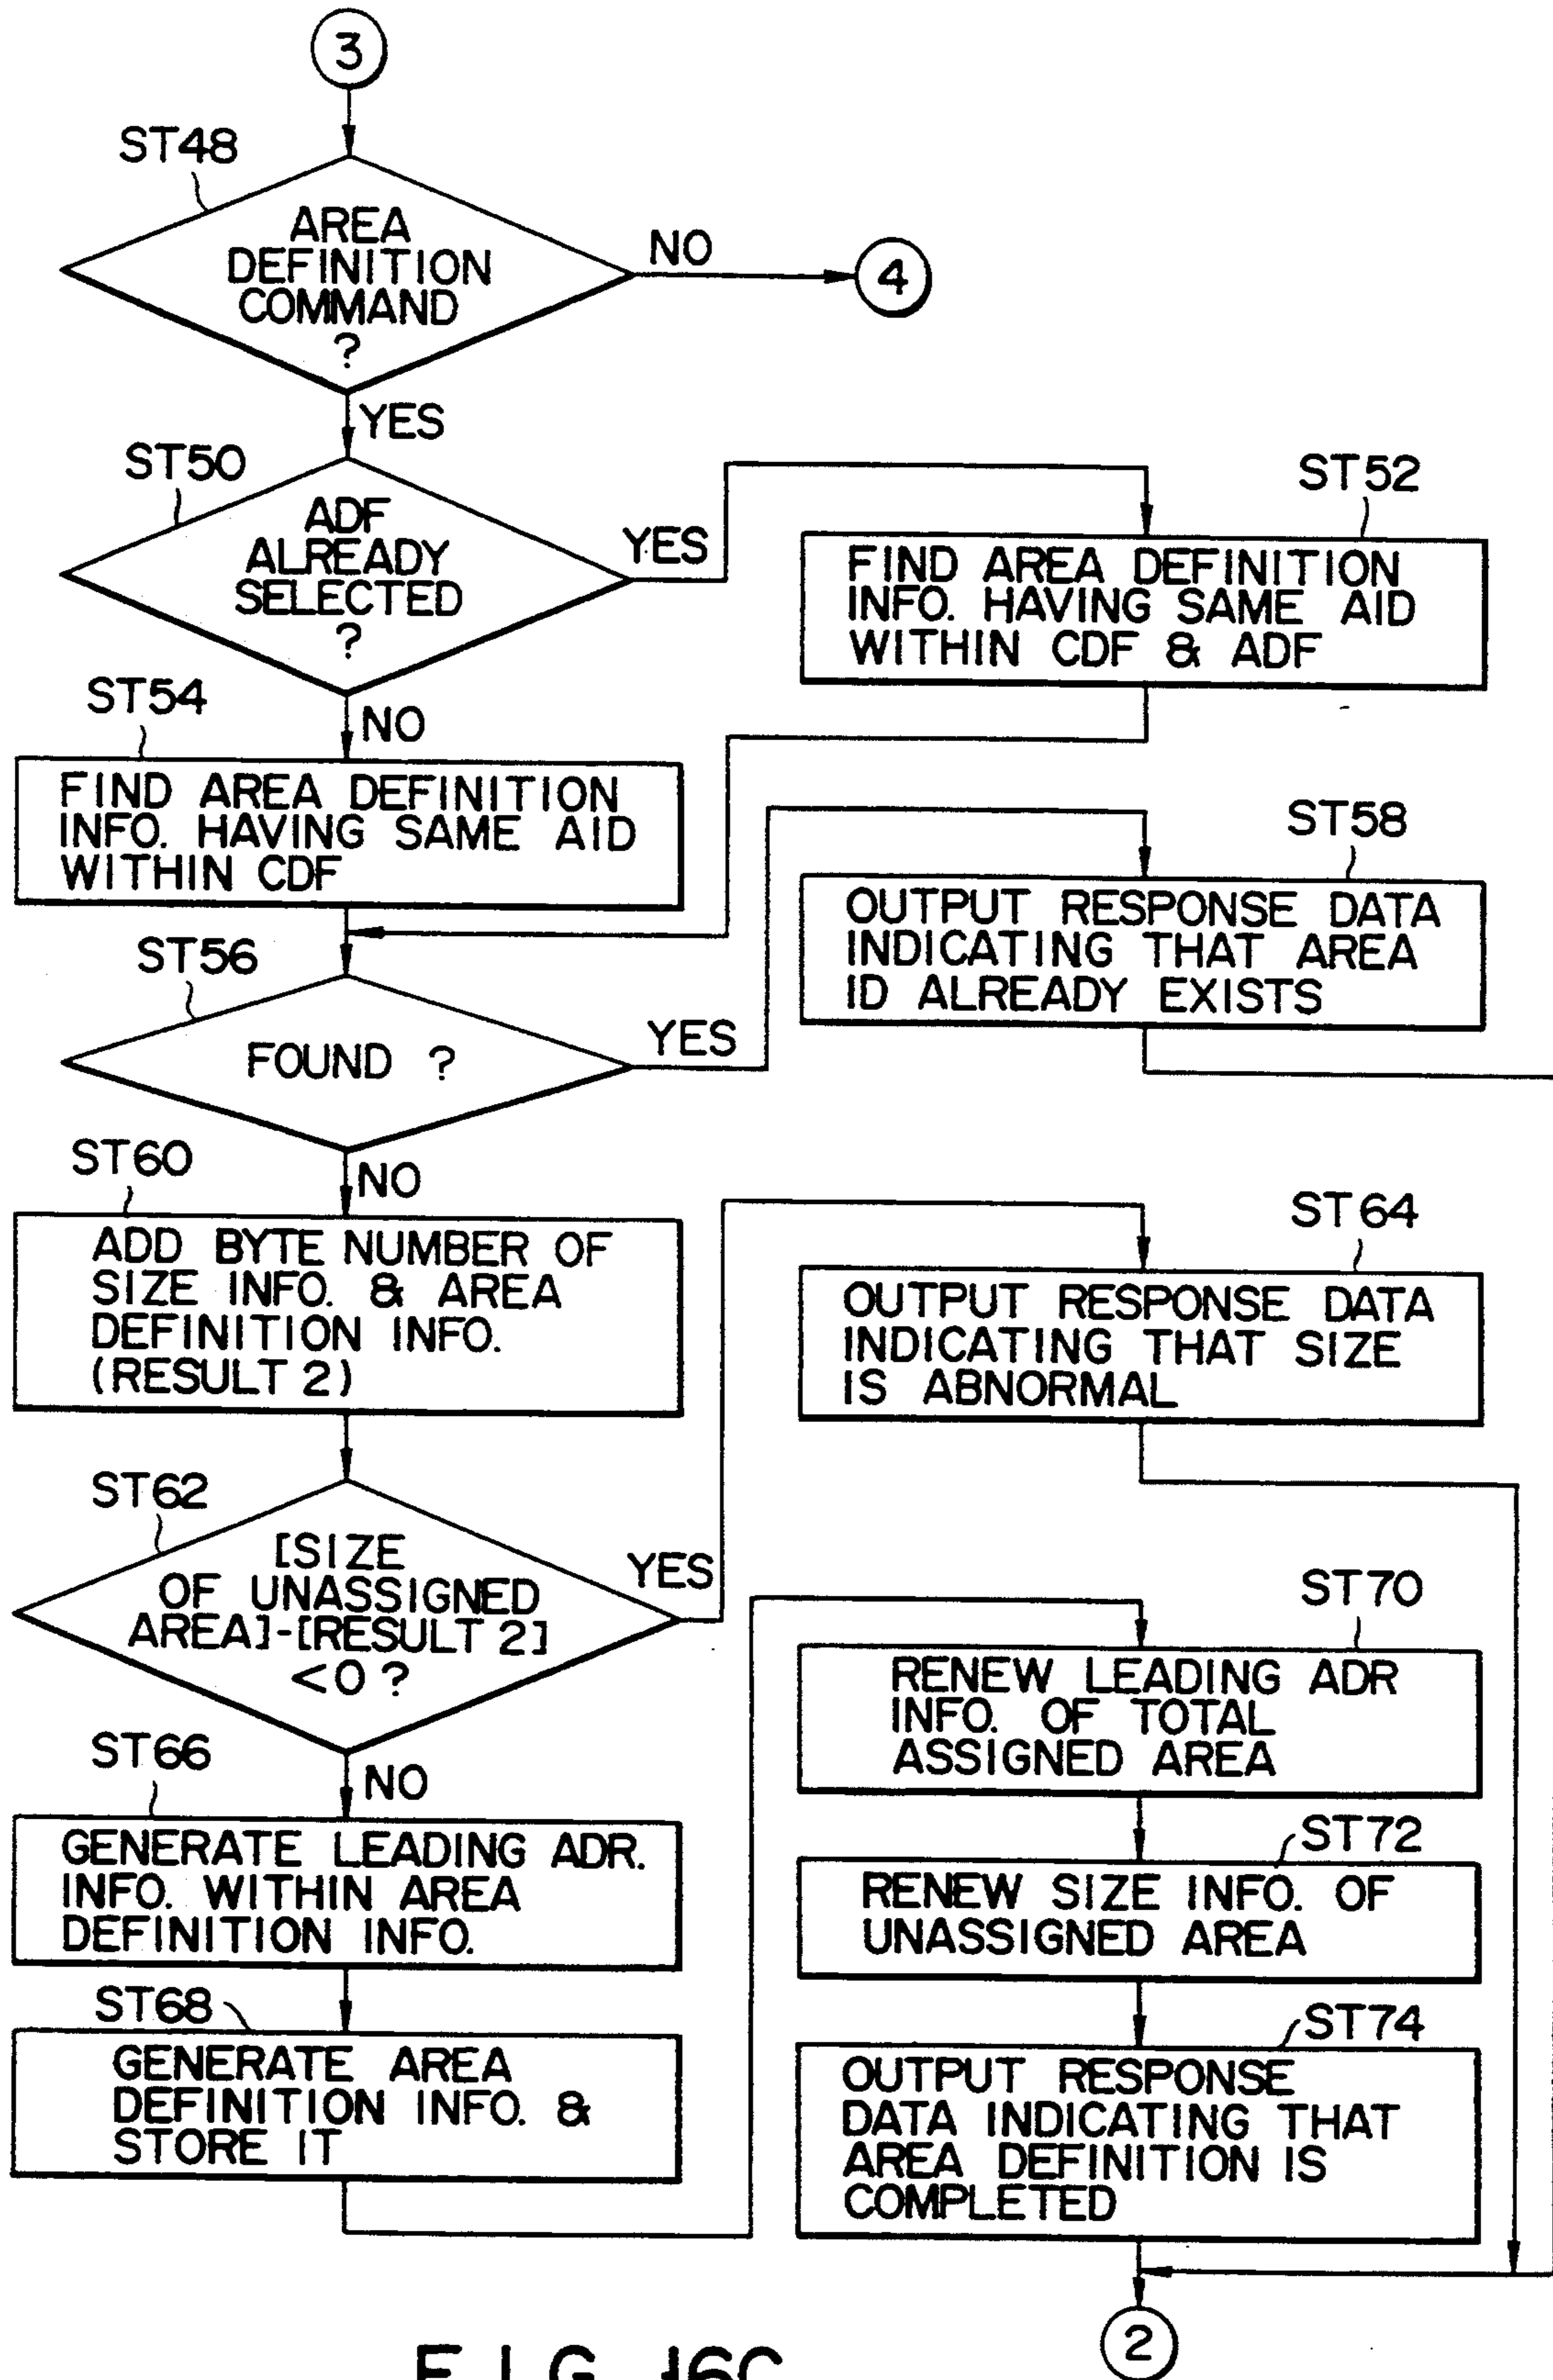 3
ST48
AREA
DEFINITION
COMMAND
?
NO
4
YES
ST50
ADF
ALREADY
SELECTED
?
YES
ST52
FIND AREA DEFINITION
INFO. HAVING SAME AID
WITHIN CDF & ADF
NO
ST54
FIND AREA DEFINITION
INFO. HAVING SAME AID
WITHIN CDF
ST56
FOUND ?
YES
ST58
OUTPUT RESPONSE DATA
INDICATING THAT AREA
ID ALREADY EXISTS
NO
ST60
ADD BYTE NUMBER OF
SIZE INFO. & AREA
DEFINITION INFO.
(RESULT 2)
ST62
[SIZE
OF UNASSIGNED
AREA]-[RESULT 2]
<0 ?
YES
ST64
OUTPUT RESPONSE DATA
INDICATING THAT SIZE
IS ABNORMAL
NO
ST66
GENERATE LEADING ADR.
INFO. WITHIN AREA
DEFINITION INFO.
ST68
GENERATE AREA
DEFINITION INFO. &
STORE IT
ST70
RENEW LEADING ADR
INFO. OF TOTAL
ASSIGNED AREA
ST72
RENEW SIZE INFO. OF
UNASSIGNED AREA
ST74
OUTPUT RESPONSE
DATA INDICATING THAT
AREA DEFINITION IS
COMPLETED
2
FIG. 16C